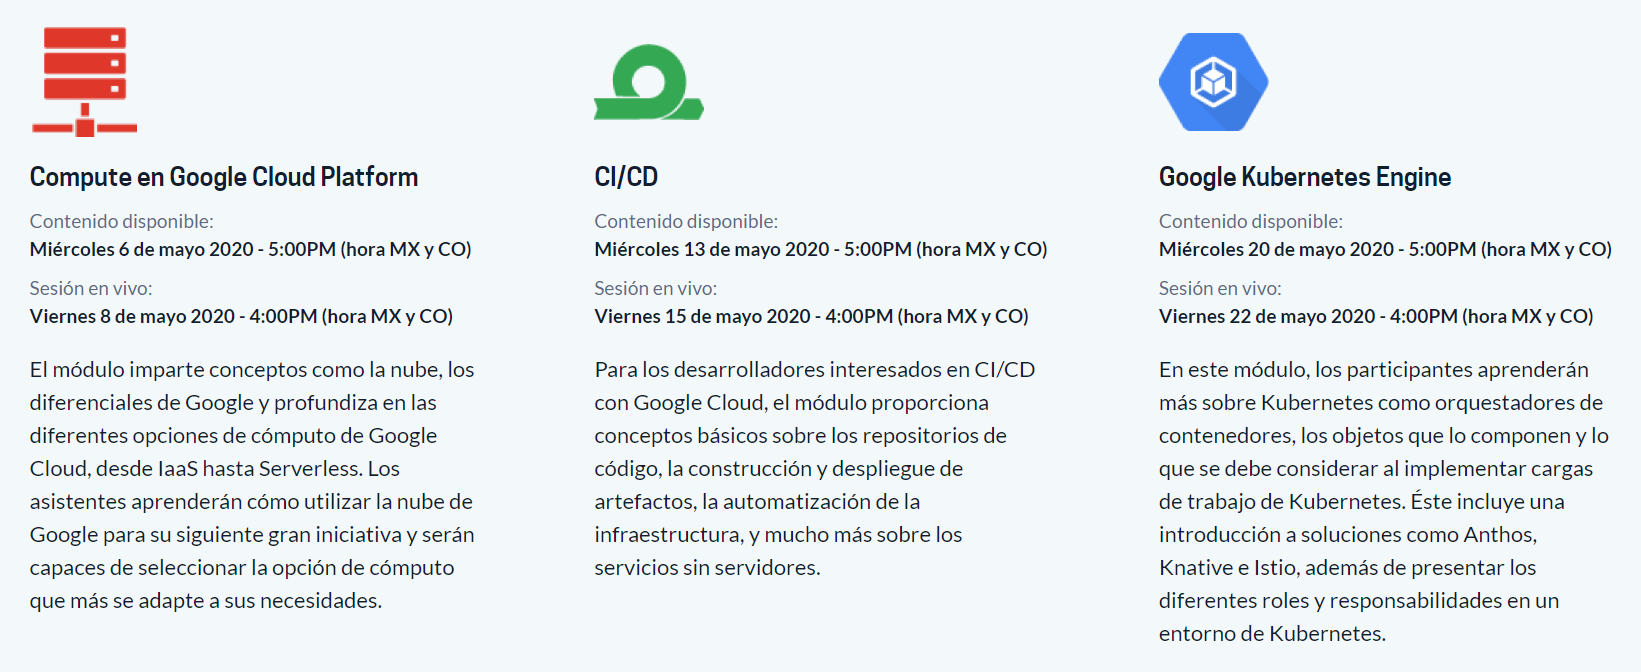 Compute en Google Cloud Platform
Contenido disponible:
Miércoles 6 de mayo 2020 - 5:00PM (hora MX y CO)
Sesión en vivo:
Viernes 8 de mayo 2020 - 4:00PM (hora MX y CO)
El módulo imparte conceptos como la nube, los
diferenciales de Google y profundiza en las
diferentes opciones de cómputo de Google
Cloud, desde IaaS hasta Serverless. Los
asistentes aprenderán cómo utilizar la nube de
Google para su siguiente gran iniciativa y serán
capaces de seleccionar la opción de cómputo
que más se adapte a sus necesidades.
CI/CD
Contenido disponible:
Miércoles 13 de mayo 2020 - 5:00PM (hora MX y CO)
Sesión en vivo:
Viernes 15 de mayo 2020 - 4:00PM (hora MX y CO)
Para los desarrolladores interesados en CI/CD
con Google Cloud, el módulo proporciona
conceptos básicos sobre los repositorios de
código, la construcción y despliegue de
artefactos, la automatización de la
infraestructura, y mucho más sobre los
servicios sin servidores.
Google Kubernetes Engine
Contenido disponible:
Miércoles 20 de mayo 2020 - 5:00PM (hora MX y CO)
Sesión en vivo:
Viernes 22 de mayo 2020 - 4:00PM (hora MX y CO)
En este módulo, los participantes aprenderán
más sobre Kubernetes como orquestadores de
contenedores, los objetos que lo componen y lo
que se debe considerar al implementar cargas
de trabajo de Kubernetes. Éste incluye una
introducción a soluciones como Anthos,
Knative e Istio, además de presentar los
diferentes roles y responsabilidades en un
entorno de Kubernetes.